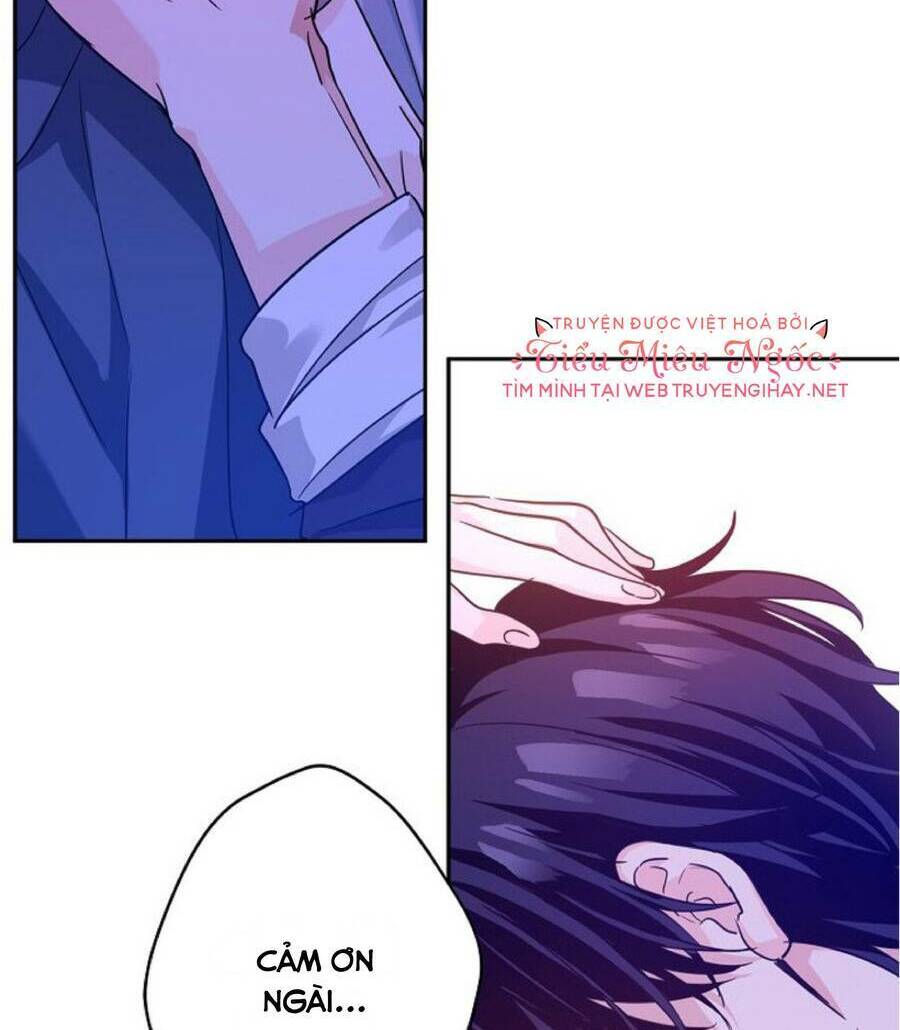 TRUYỆN ĐƯỢC VIỆT HOÁ BỞI
Tiểu Miêu Ngốc
TÌM MÌNH TẠI WEB TRUYENGIHAY.NET
CẢM ƠN
NGÀI...